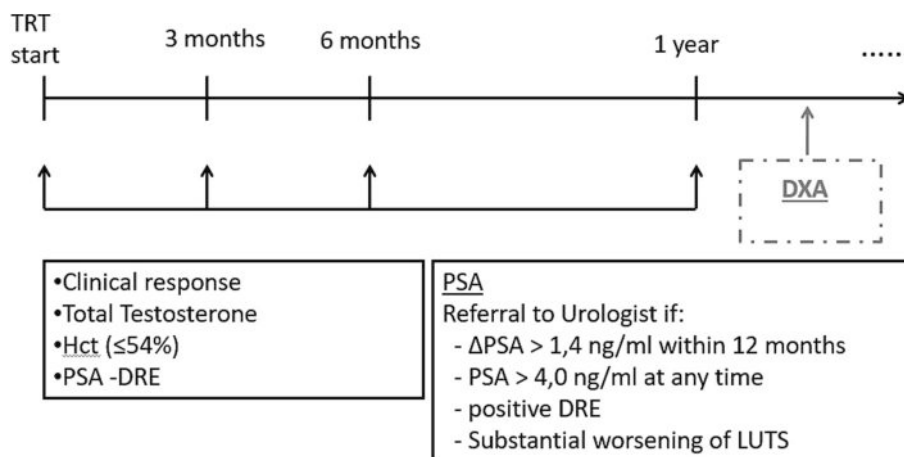 TRT
start
3 months
6 months
1 year
......
DXA
•Clinical response
•Total Testosterone
•Hct (≤54%)
•PSA -DRE
PSA
Referral to Urologist if:
- ΔPSA > 1,4 ng/ml within 12 months
- PSA > 4,0 ng/ml at any time
- positive DRE
- Substantial worsening of LUTS